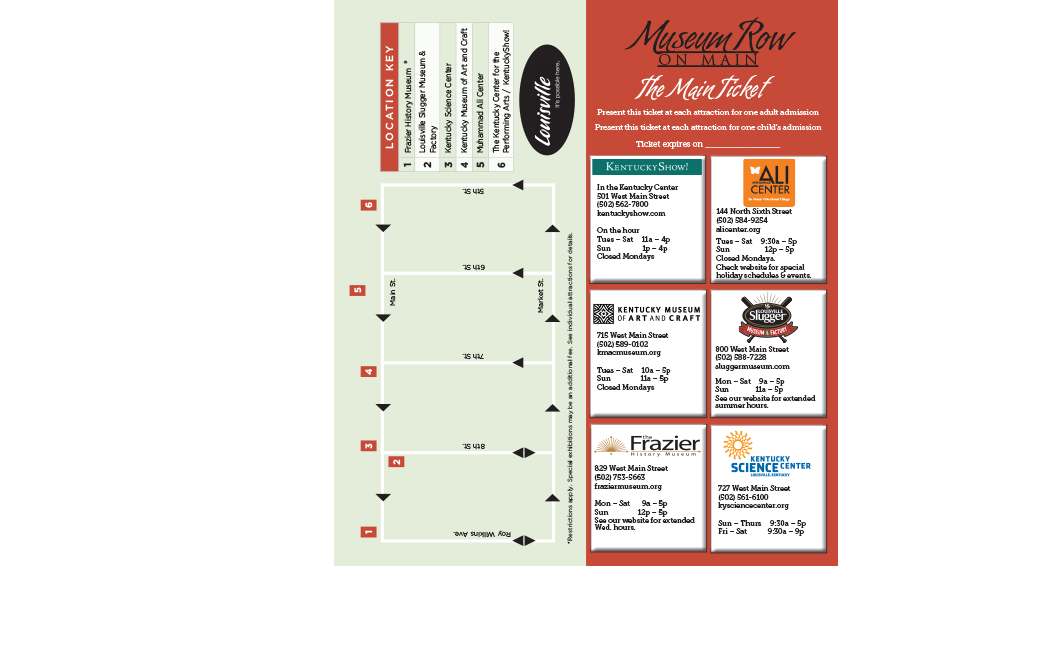 LOCATION KEY
1 Frazier History Museum *
2 Louisville Slugger Museum &
Factory
3 Kentucky Science Center
4 Kentucky Museum of Art and Craft
5 Muhammad Ali Center
6 The Kentucky Center for the
Performing Arts / KentuckyShow!
Louisville
It's possible here.
6
5
4
3
2
1
Main St.
Market St.
5th St.
6th St.
7th St.
8th St.
Roy Wilkins Ave.
*Restrictions apply. Special exhibitions may be an additional fee. See individual attractions for details.
Museum Row
ON MAIN
The Main Ticket
Present this ticket at each attraction for one adult admission
Present this ticket at each attraction for one child's admission
Ticket expires on ________________
KENTUCKYSHOW!
In the Kentucky Center
501 West Main Street
(502) 562-7800
kentuckyshow.com
On the hour
Tues – Sat 11a – 4p
Sun 1p – 4p
Closed Mondays
ALI
CENTER
144 North Sixth Street
(502) 584-9254
alicenter.org
Tues – Sat 9:30a – 5p
Sun 12p – 5p
Closed Mondays.
Check website for special
holiday schedules & events.
KENTUCKY MUSEUM
OF ART AND CRAFT
715 West Main Street
(502) 589-0102
kmacmuseum.org
Tues – Sat 10a – 5p
Sun 11a – 5p
Closed Mondays
LOUISVILLE
Slugger
MUSEUM & FACTORY
800 West Main Street
(502) 588-7228
sluggermuseum.com
Mon – Sat 9a – 5p
Sun 11a – 5p
See our website for extended
summer hours.
the
Frazier
History Museum
829 West Main Street
(502) 753-5663
fraziermuseum.org
Mon – Sat 9a – 5p
Sun 12p – 5p
See our website for extended
Wed. hours.
KENTUCKY
SCIENCE CENTER
LOUISVILLE, KENTUCKY
727 West Main Street
(502) 561-6100
kysciencecenter.org
Sun – Thurs 9:30a – 5p
Fri – Sat 9:30a – 9p